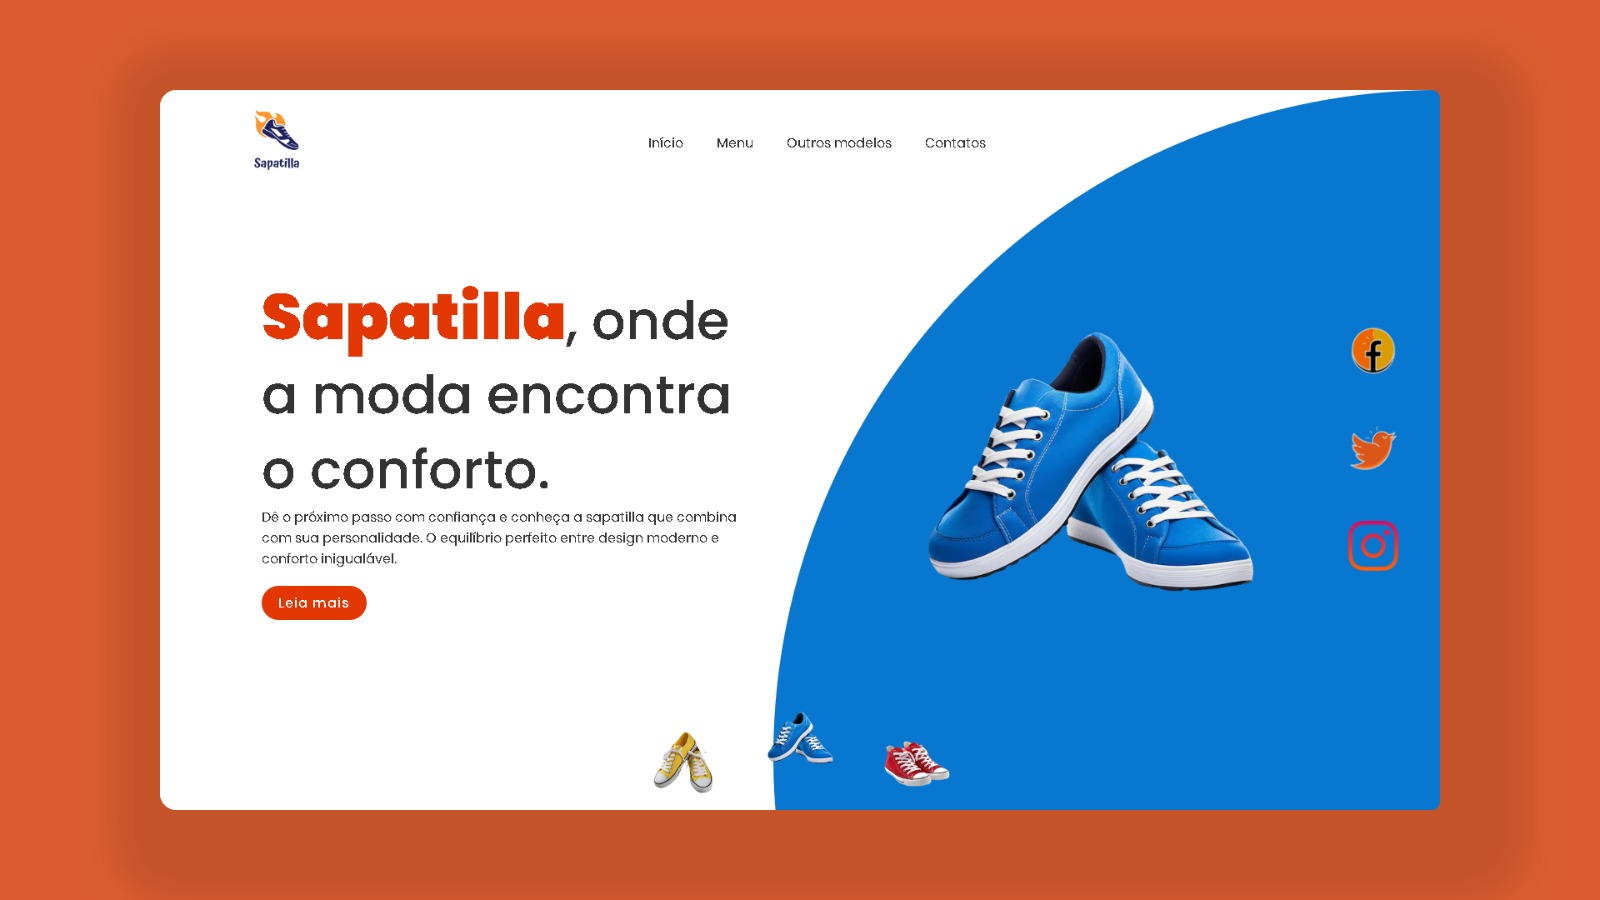 Sapatilla
Início Menu Outros modelos Contatos
Sapatilla, onde
a moda encontra
o conforto.
Dê o próximo passo com confiança e conheça a sapatilla que combina
com sua personalidade. O equilíbrio perfeito entre design moderno e
conforto inigualável.
Leia mais